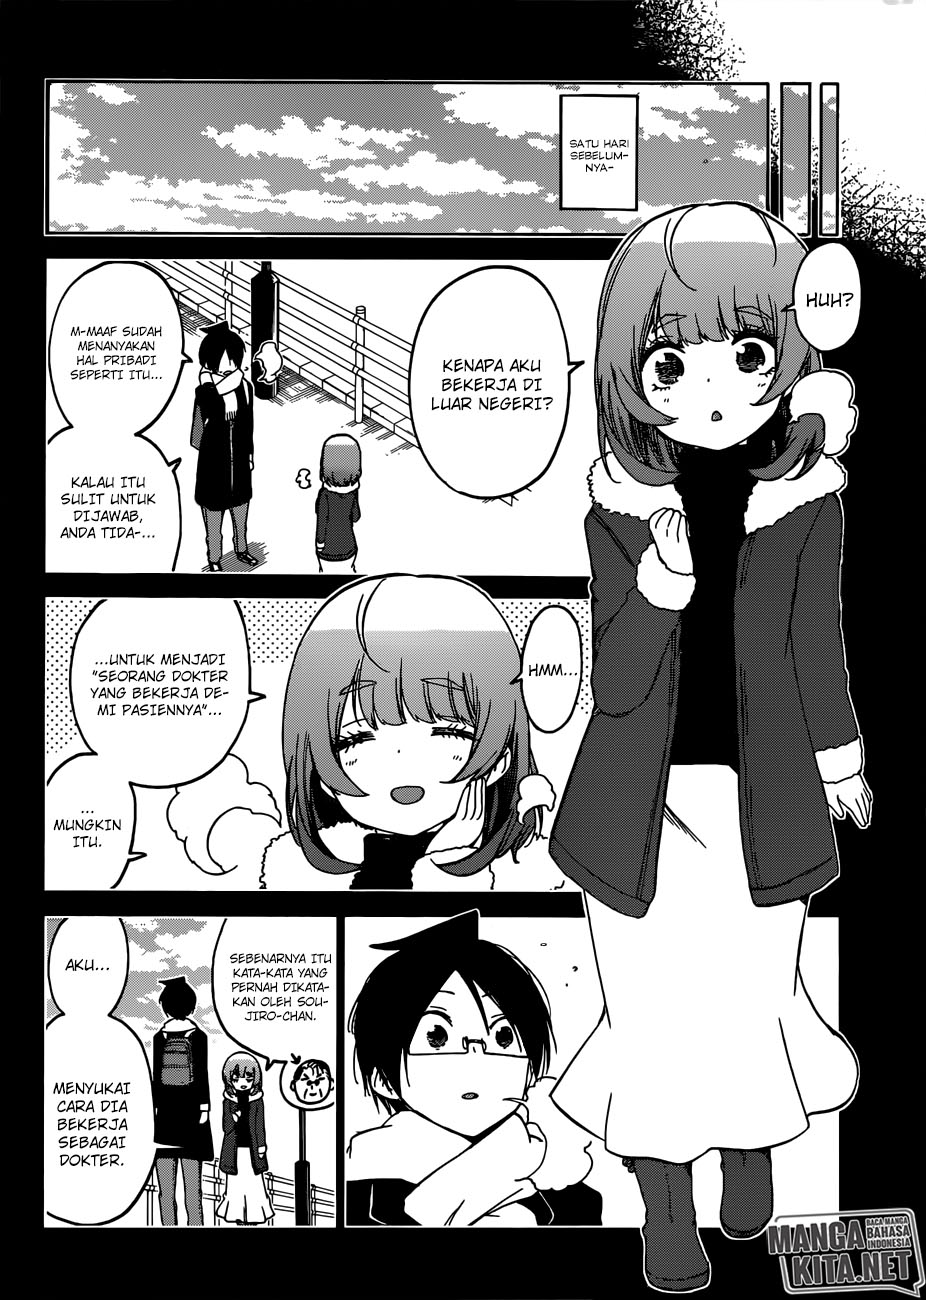 SATU HARI
SEBELUM-
NYA-
HUH?
KENAPA AKU
BEKERJA DI
LUAR NEGERI?
M-MAAF SUDAH
MENANYAKAN
HAL PRIBADI
SEPERTI ITU...
KALAU ITU
SULIT UNTUK
DIJAWAB,
ANDA TIDA-...
HMM...
...UNTUK MENJADI
"SEORANG DOKTER
YANG BEKERJA DE-
MI PASIENNYA"...
...
MUNGKIN
ITU.
SEBENARNYA ITU
KATA-KATA YANG
PERNAH DIKATA-
KAN OLEH SOU-
JIRO-CHAN.
AKU...
MENYUKAI
CARA DIA
BEKERJA
SEBAGAI
DOKTER.
MANGA
BACA MANGA
BAHASA
INDONESIA
KITA.NET